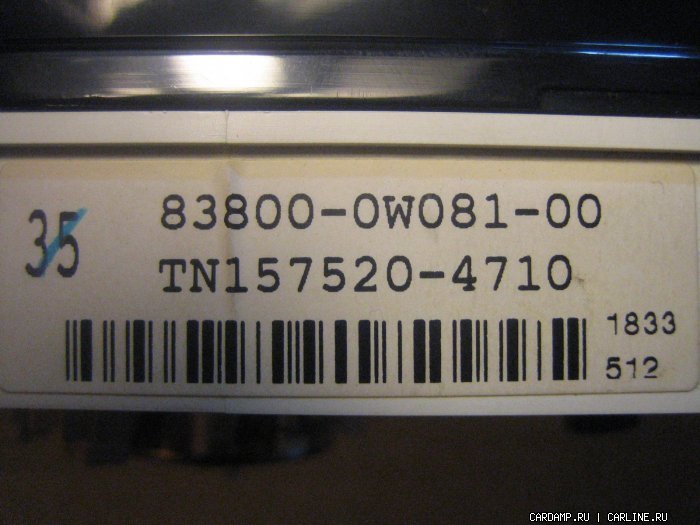 35
83800-0W081-00
TN157520-4710
1833
512
CARDAMP.RU | CARLINE.RU